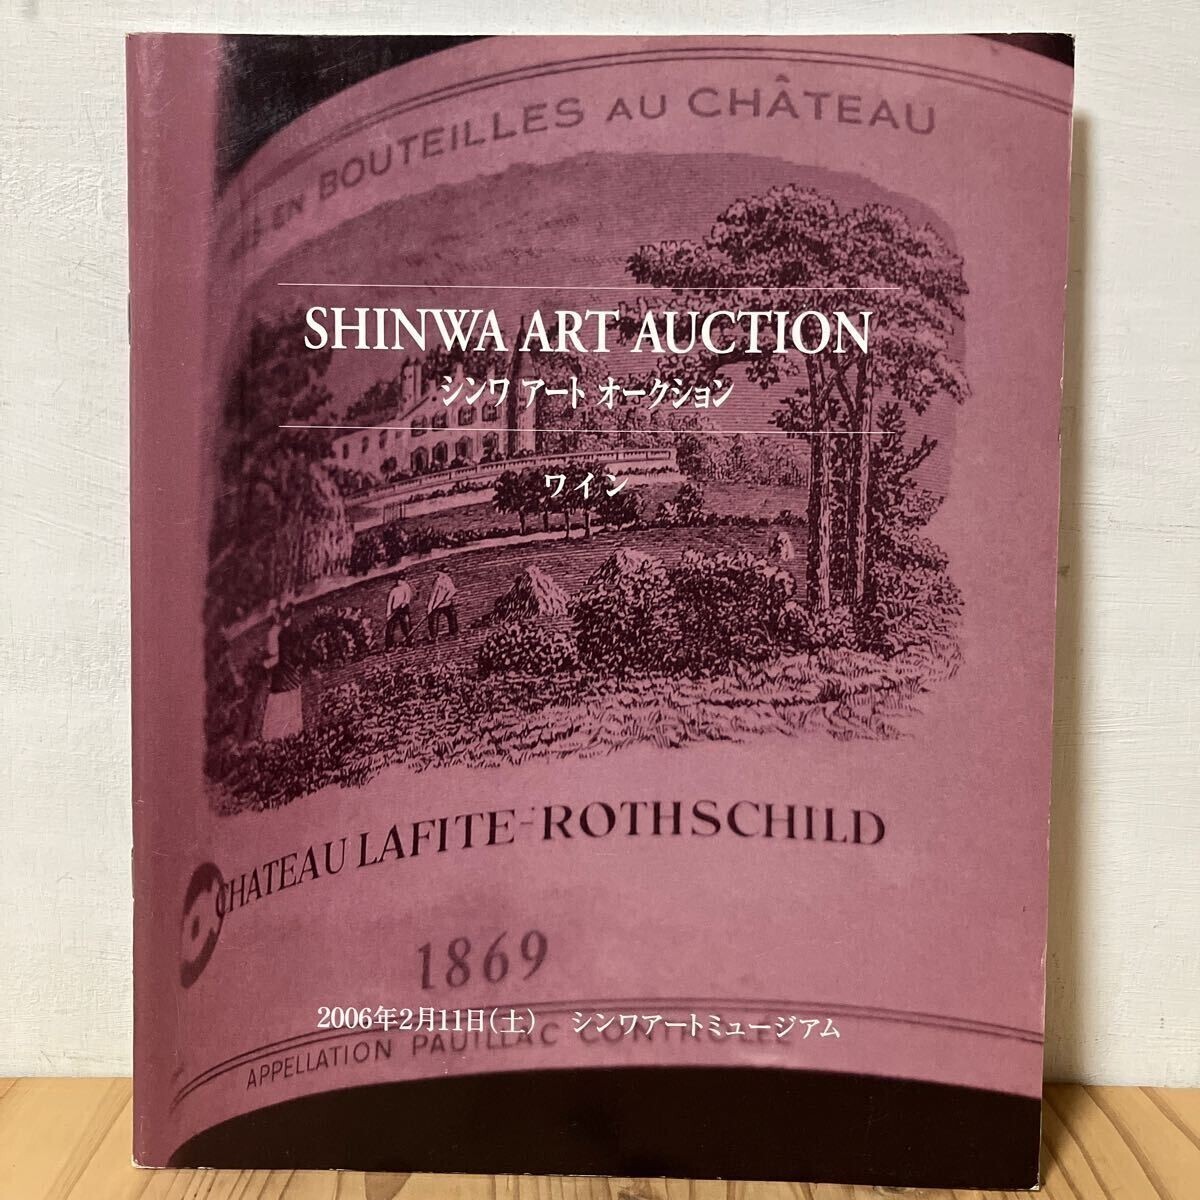 EN BOUTEILLES AU CHÂTEAU
SHINWA ART AUCTION
シンワ アート オークション
ワイン
CHATEAU LAFITE-ROTHSCHILD
1869
2006年2月11日(土) シンワアートミュージアム
APPELLATION PAUILLAC CONTRÔLÉE